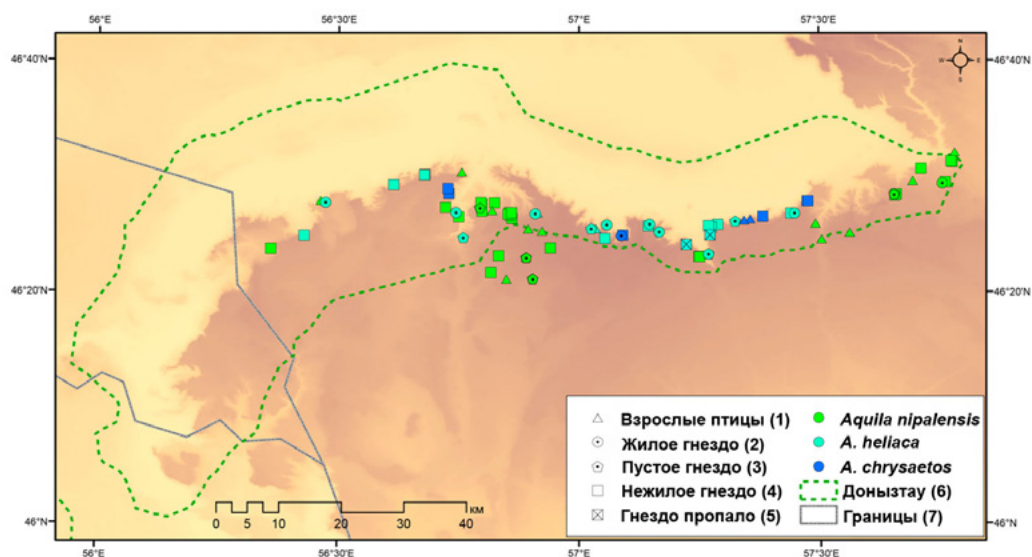 56°E 56°30'E 57°E 57°30'E
46°40'N 46°40'N
N
W E
S
46°20'N 46°20'N
46°N 46°N
Взрослые птицы (1) Aquila nipalensis
Жилое гнездо (2) A. heliaca
Пустое гнездо (3) A. chrysaetos
Нежилое гнездо (4) Донызтау (6)
Гнездо пропало (5) Границы (7)
км
0 5 10 20 30 40
56°E 56°30'E 57°E 57°30'E